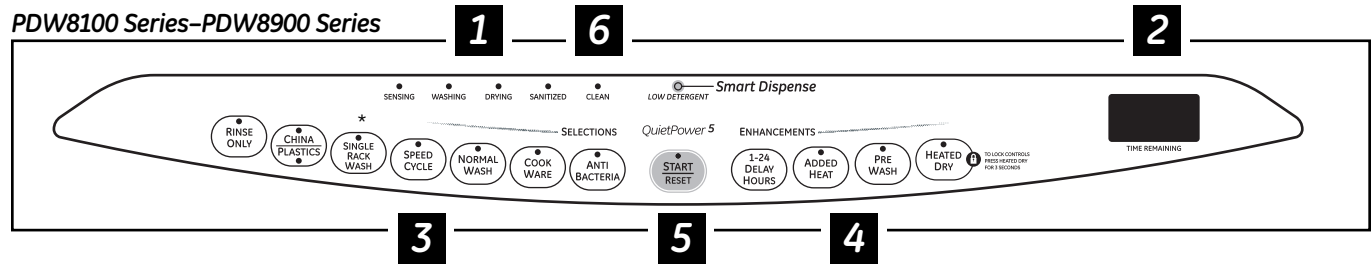 PDW8100 Series–PDW8900 Series
1
6
2
SENSING
WASHING
DRYING
SANITIZED
CLEAN
LOW DETERGENT
Smart Dispense
*
SELECTIONS
QuietPower 5
ENHANCEMENTS
TIME REMAINING
RINSE
ONLY
CHINA
PLASTICS
SINGLE
RACK
WASH
SPEED
CYCLE
NORMAL
WASH
COOK
WARE
ANTI
BACTERIA
START
RESET
1-24
DELAY
HOURS
ADDED
HEAT
PRE
WASH
HEATED
DRY
TO LOCK CONTROLS
PRESS HEATED DRY
FOR 3 SECONDS
3
5
4